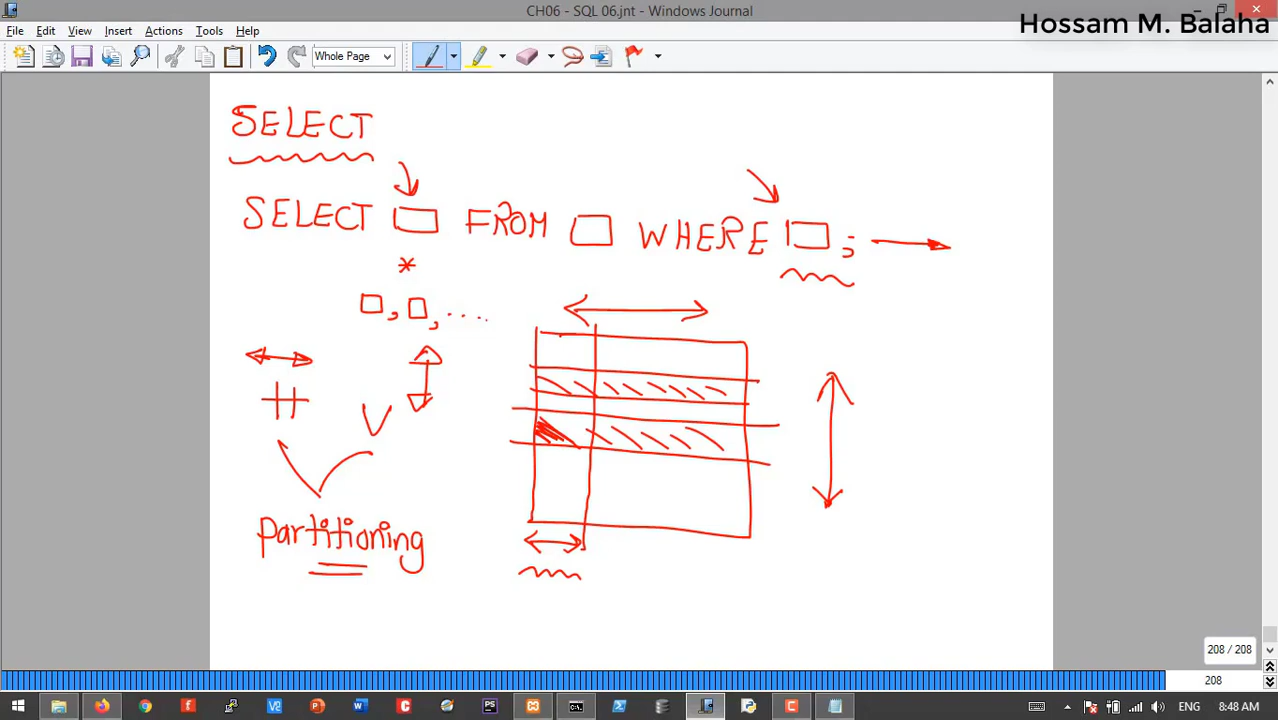 CH06 - SQL 06.jnt - Windows Journal
Hossam M. Balaha
File Edit View Insert Actions Tools Help
Whole Page
SELECT
SELECT FROM WHERE ;
*
, , ....
H V
partitioning
208 / 208
208
ENG 8:48 AM